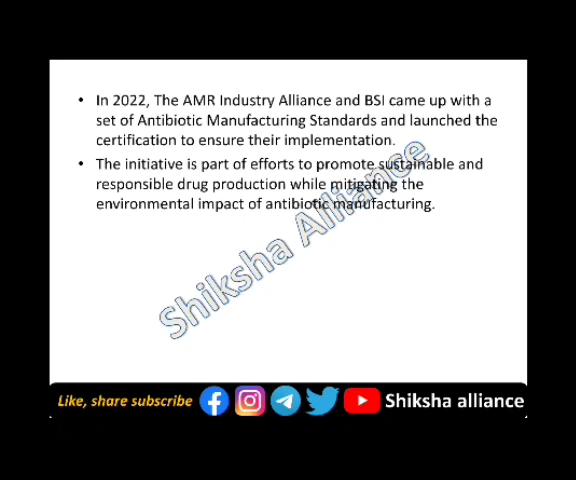 • In 2022, The AMR Industry Alliance and BSI came up with a
set of Antibiotic Manufacturing Standards and launched the
certification to ensure their implementation.
• The initiative is part of efforts to promote sustainable and
responsible drug production while mitigating the
environmental impact of antibiotic manufacturing.
Shiksha Alliance
Like, share subscribe Shiksha alliance